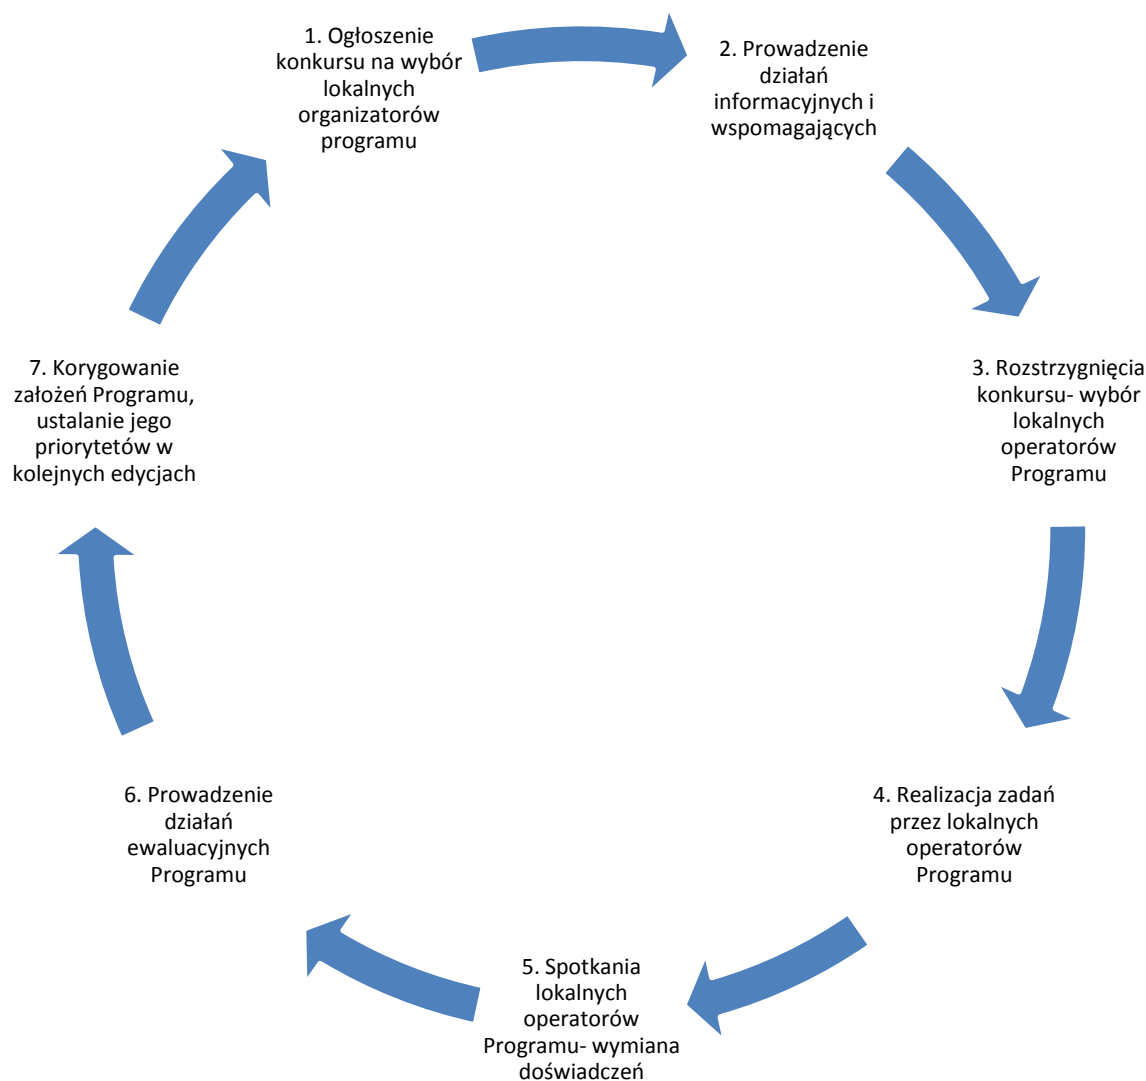 1. Ogłoszenie
konkursu na wybór
lokalnych
organizatorów
programu
2. Prowadzenie
działań
informacyjnych i
wspomagających
3. Rozstrzygnięcia
konkursu- wybór
lokalnych
operatorów
Programu
4. Realizacja zadań
przez lokalnych
operatorów
Programu
5. Spotkania
lokalnych
operatorów
Programu- wymiana
doświadczeń
6. Prowadzenie
działań
ewaluacyjnych
Programu
7. Korygowanie
założeń Programu,
ustalanie jego
priorytetów w
kolejnych edycjach